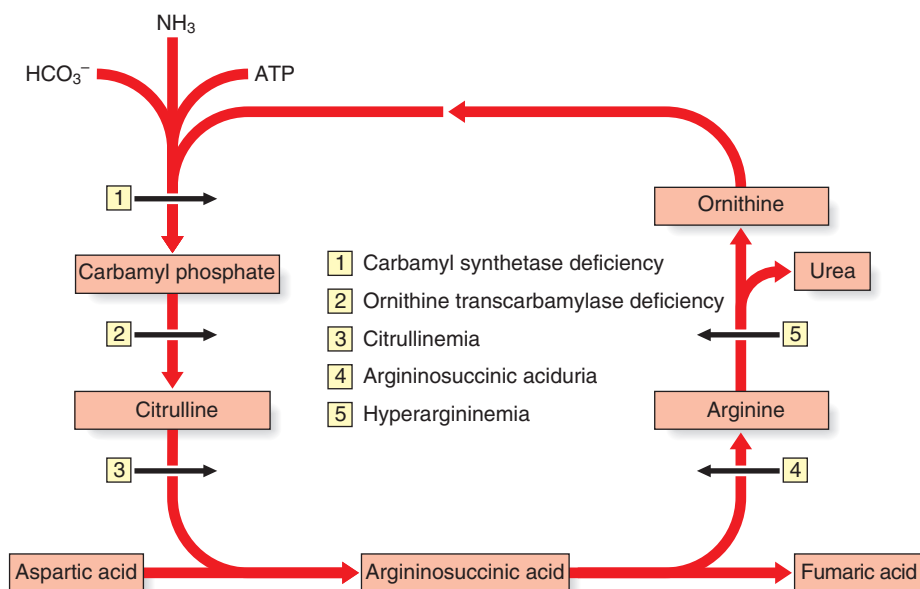 NH₃
HCO₃⁻
ATP
1
Ornithine
Carbamyl phosphate
1 Carbamyl synthetase deficiency
Urea
2 Ornithine transcarbamylase deficiency
2
3 Citrullinemia
5
4 Argininosuccinic aciduria
Citrulline
5 Hyperargininemia
Arginine
3
4
Aspartic acid
Argininosuccinic acid
Fumaric acid